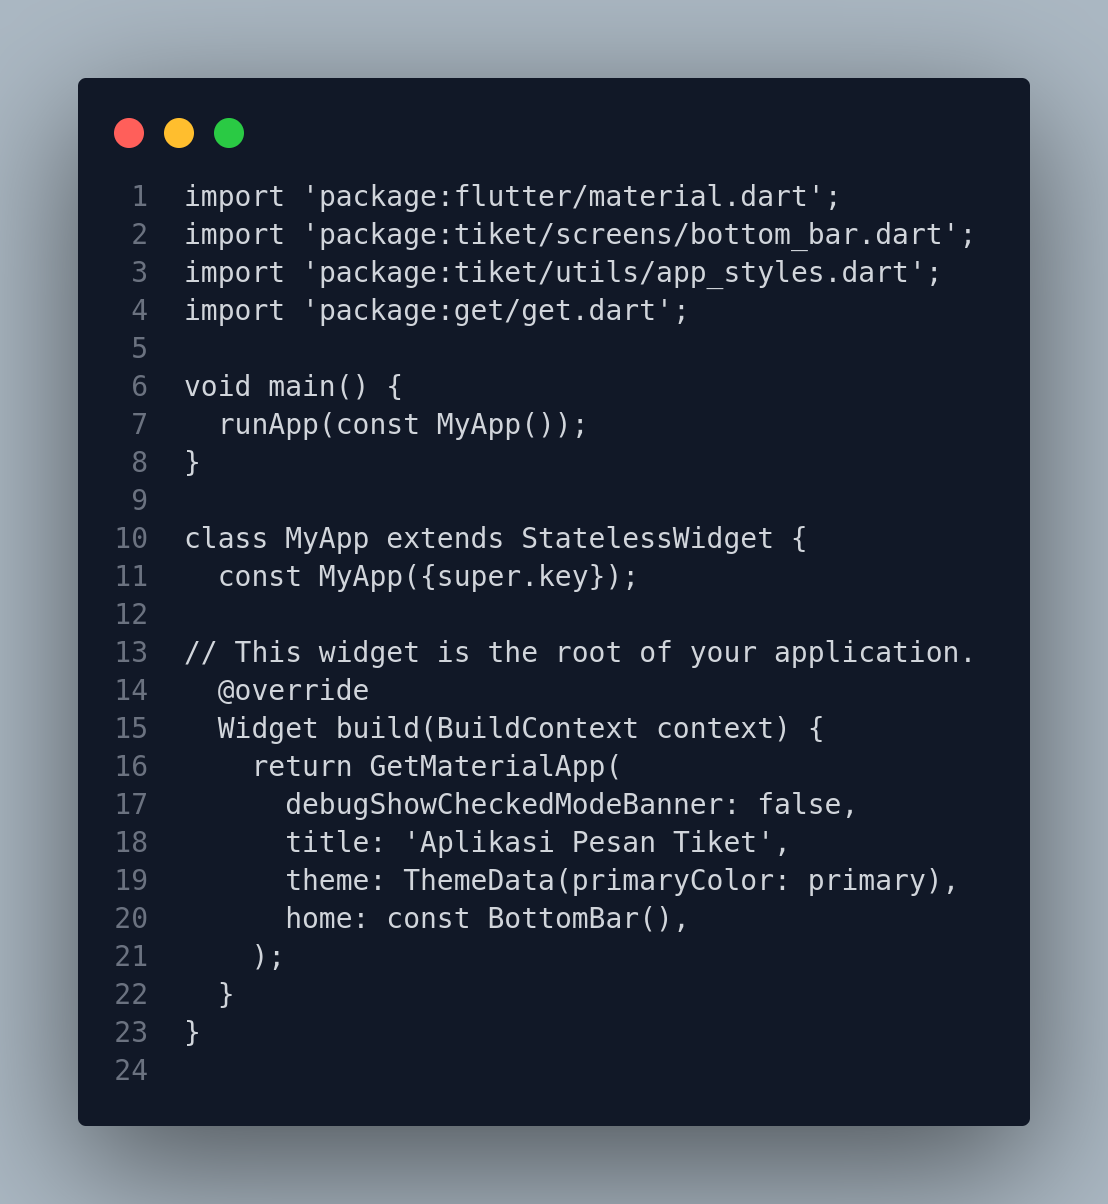 1 import 'package:flutter/material.dart';
2 import 'package:tiket/screens/bottom_bar.dart';
3 import 'package:tiket/utils/app_styles.dart';
4 import 'package:get/get.dart';
5
6 void main() {
7   runApp(const MyApp());
8 }
9
10 class MyApp extends StatelessWidget {
11   const MyApp({super.key});
12
13 // This widget is the root of your application.
14   @override
15   Widget build(BuildContext context) {
16     return GetMaterialApp(
17       debugShowCheckedModeBanner: false,
18       title: 'Aplikasi Pesan Tiket',
19       theme: ThemeData(primaryColor: primary),
20       home: const BottomBar(),
21     );
22   }
23 }
24